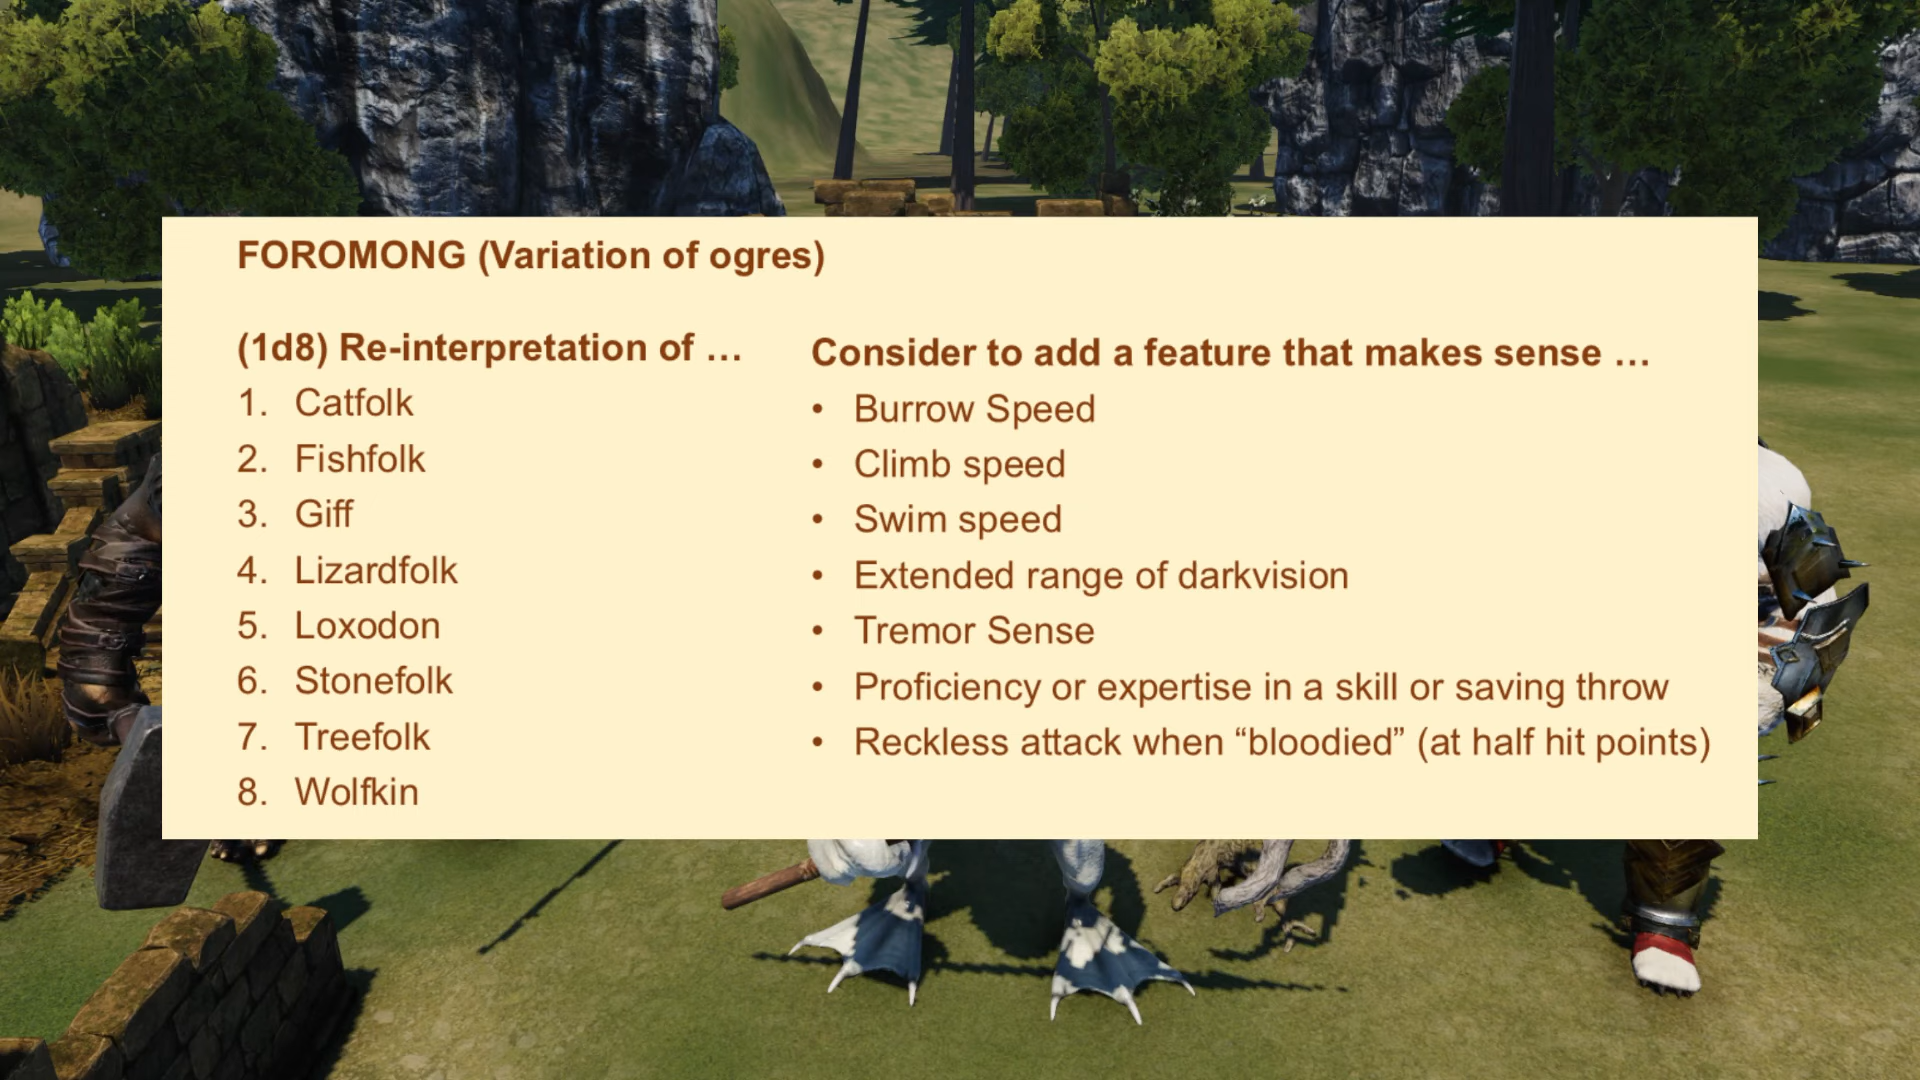 FOROMONG (Variation of ogres)
(1d8) Re-interpretation of …
1. Catfolk
2. Fishfolk
3. Giff
4. Lizardfolk
5. Loxodon
6. Stonefolk
7. Treefolk
8. Wolfkin
Consider to add a feature that makes sense …
• Burrow Speed
• Climb speed
• Swim speed
• Extended range of darkvision
• Tremor Sense
• Proficiency or expertise in a skill or saving throw
• Reckless attack when “bloodied” (at half hit points)